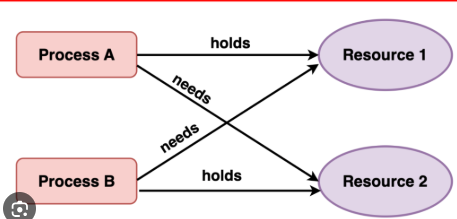 holds
Process A
Resource 1
needs
needs
holds
Process B
Resource 2